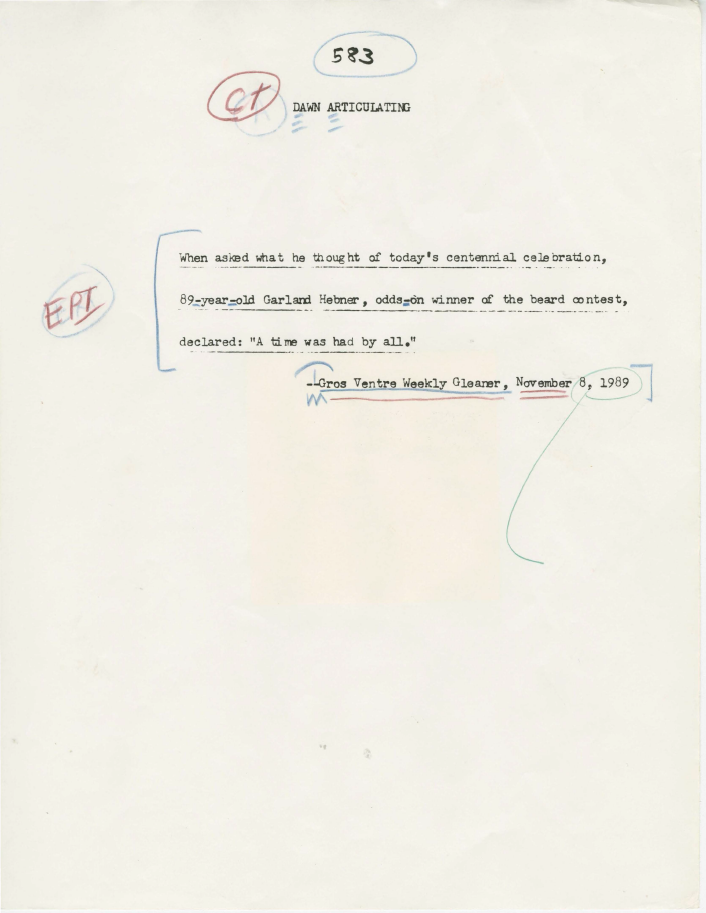 583
CT
DAWN ARTICULATING
When asked what he thought of today's centennial celebration,
EPI
89-year-old Garland Hebner, odds-on winner of the beard contest,
declared: "A time was had by all."
--Gros Ventre Weekly Gleaner, November 8, 1989
M